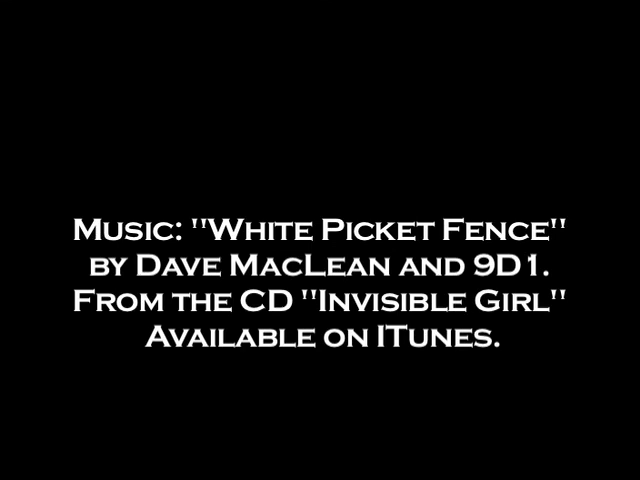 Music: "White Picket Fence"
by Dave MacLean and 9D1.
From the CD "Invisible Girl"
Available on ITunes.